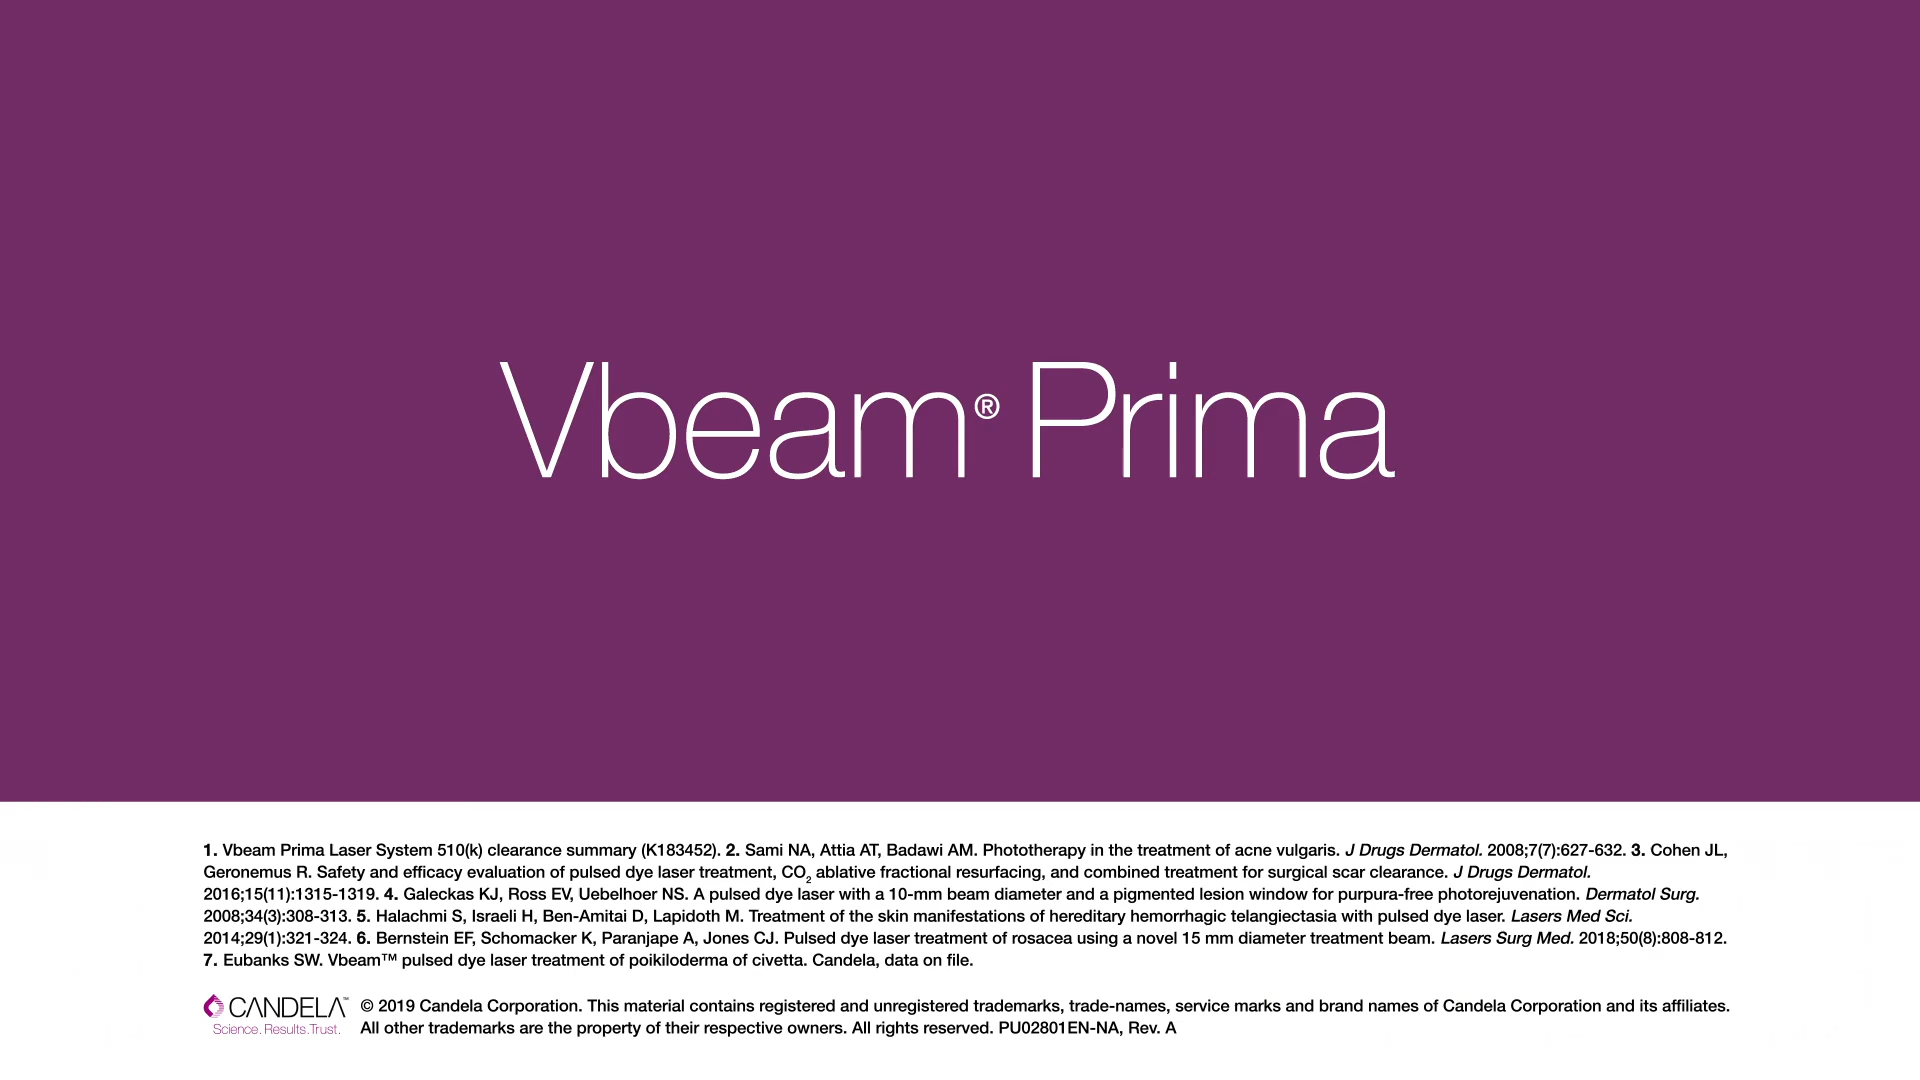 Vbeam® Prima
1. Vbeam Prima Laser System 510(k) clearance summary (K183452). 2. Sami NA, Attia AT, Badawi AM. Phototherapy in the treatment of acne vulgaris. J Drugs Dermatol. 2008;7(7):627-632. 3. Cohen JL,
Geronemus R. Safety and efficacy evaluation of pulsed dye laser treatment, CO₂ ablative fractional resurfacing, and combined treatment for surgical scar clearance. J Drugs Dermatol.
2016;15(11):1315-1319. 4. Galeckas KJ, Ross EV, Uebelhoer NS. A pulsed dye laser with a 10-mm beam diameter and a pigmented lesion window for purpura-free photorejuvenation. Dermatol Surg.
2008;34(3):308-313. 5. Halachmi S, Israeli H, Ben-Amitai D, Lapidoth M. Treatment of the skin manifestations of hereditary hemorrhagic telangiectasia with pulsed dye laser. Lasers Med Sci.
2014;29(1):321-324. 6. Bernstein EF, Schomacker K, Paranjape A, Jones CJ. Pulsed dye laser treatment of rosacea using a novel 15 mm diameter treatment beam. Lasers Surg Med. 2018;50(8):808-812.
7. Eubanks SW. Vbeam™ pulsed dye laser treatment of poikiloderma of civetta. Candela, data on file.
CANDELA™
Science. Results.Trust.
© 2019 Candela Corporation. This material contains registered and unregistered trademarks, trade-names, service marks and brand names of Candela Corporation and its affiliates.
All other trademarks are the property of their respective owners. All rights reserved. PU02801EN-NA, Rev. A